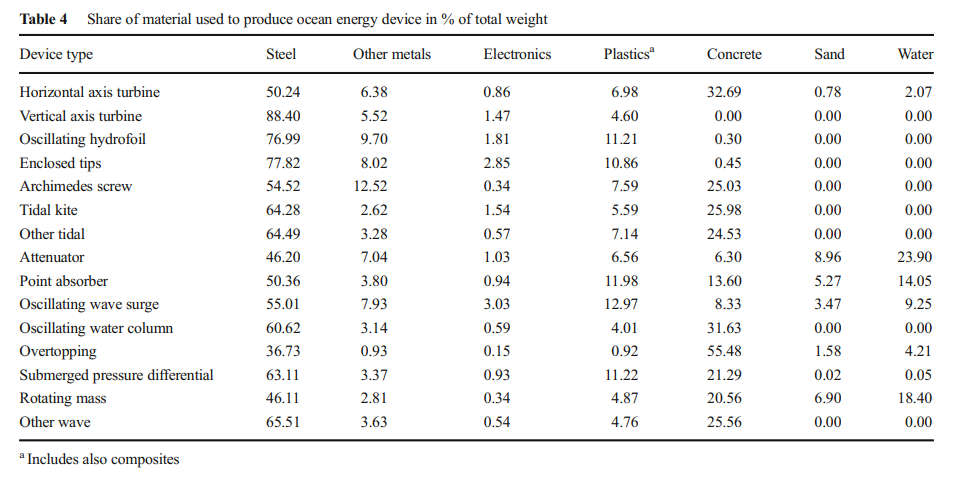 Table 4 Share of material used to produce ocean energy device in % of total weight
Device type Steel Other metals Electronics Plasticsa Concrete Sand Water
Horizontal axis turbine 50.24 6.38 0.86 6.98 32.69 0.78 2.07
Vertical axis turbine 88.40 5.52 1.47 4.60 0.00 0.00 0.00
Oscillating hydrofoil 76.99 9.70 1.81 11.21 0.30 0.00 0.00
Enclosed tips 77.82 8.02 2.85 10.86 0.45 0.00 0.00
Archimedes screw 54.52 12.52 0.34 7.59 25.03 0.00 0.00
Tidal kite 64.28 2.62 1.54 5.59 25.98 0.00 0.00
Other tidal 64.49 3.28 0.57 7.14 24.53 0.00 0.00
Attenuator 46.20 7.04 1.03 6.56 6.30 8.96 23.90
Point absorber 50.36 3.80 0.94 11.98 13.60 5.27 14.05
Oscillating wave surge 55.01 7.93 3.03 12.97 8.33 3.47 9.25
Oscillating water column 60.62 3.14 0.59 4.01 31.63 0.00 0.00
Overtopping 36.73 0.93 0.15 0.92 55.48 1.58 4.21
Submerged pressure differential 63.11 3.37 0.93 11.22 21.29 0.02 0.05
Rotating mass 46.11 2.81 0.34 4.87 20.56 6.90 18.40
Other wave 65.51 3.63 0.54 4.76 25.56 0.00 0.00
a Includes also composites